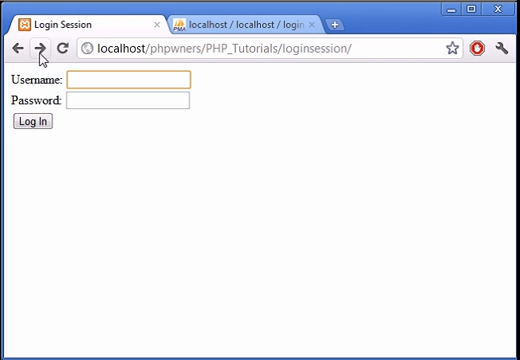 Login Session
localhost / localhost / login
localhost/phpwners/PHP_Tutorials/loginsession/
Username:
Password:
Log In